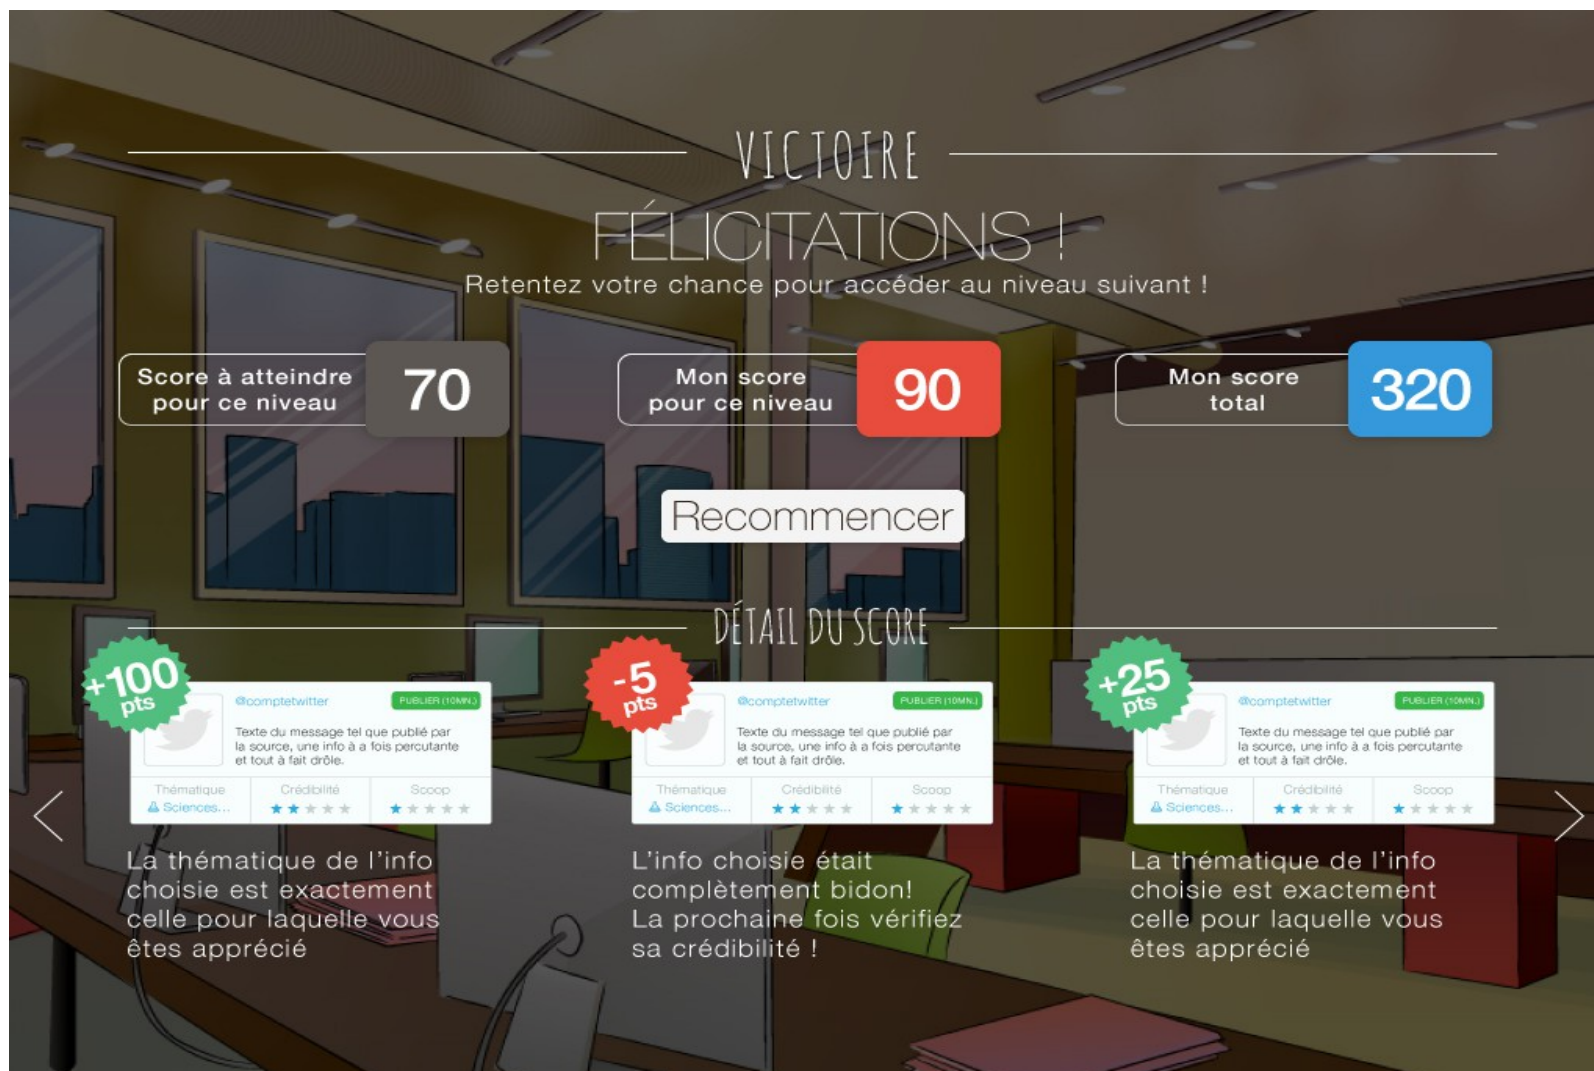 VICTOIRE
FÉLICITATIONS !
Retentez votre chance pour accéder au niveau suivant !
Score à atteindre
pour ce niveau
70
Mon score
pour ce niveau
90
Mon score
total
320
Recommencer
DÉTAIL DU SCORE
+100
pts
@comptetwitter
PUBLIER (10MN.)
Texte du message tel que publié par
la source, une info à a fois percutante
et tout à fait drôle.
Thématique
Crédibilité
Scoop
Sciences...
La thématique de l'info
choisie est exactement
celle pour laquelle vous
êtes apprécié
-5
pts
@comptetwitter
PUBLIER (10MN.)
Texte du message tel que publié par
la source, une info à a fois percutante
et tout à fait drôle.
Thématique
Crédibilité
Scoop
Sciences...
L'info choisie était
complètement bidon!
La prochaine fois vérifiez
sa crédibilité !
+25
pts
@comptetwitter
PUBLIER (10MN.)
Texte du message tel que publié par
la source, une info à a fois percutante
et tout à fait drôle.
Thématique
Crédibilité
Scoop
Sciences...
La thématique de l'info
choisie est exactement
celle pour laquelle vous
êtes apprécié